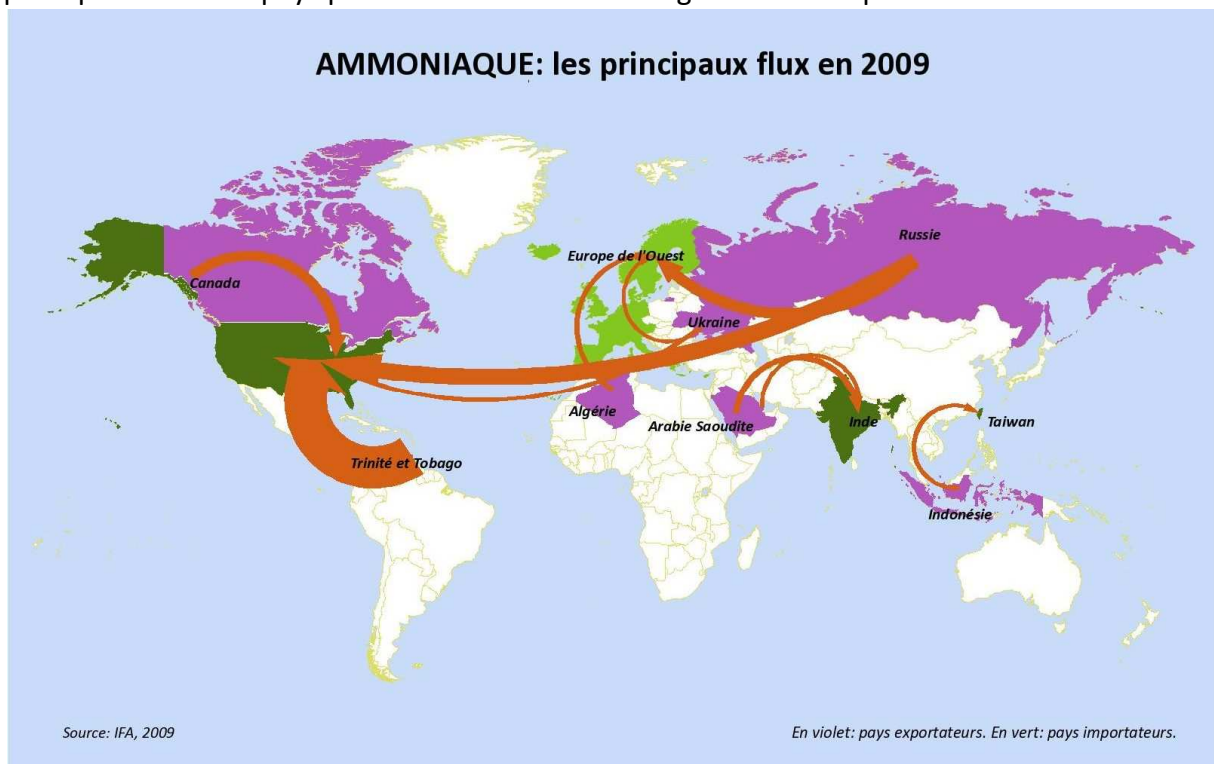 AMMONIAQUE: les principaux flux en 2009
Russie
Europe de l'Ouest
Canada
Ukraine
Algérie
Arabie Saoudite
Inde
Taiwan
Trinité et Tobago
Indonésie
Source: IFA, 2009
En violet: pays exportateurs. En vert: pays importateurs.